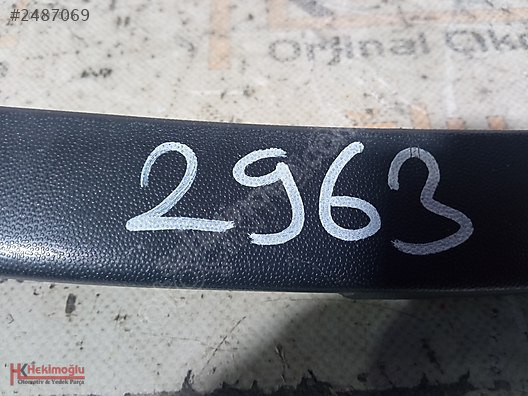 #2487069
Orjinal Çıkma
2963
Hekimoğlu
Otomotiv & Yedek Parça